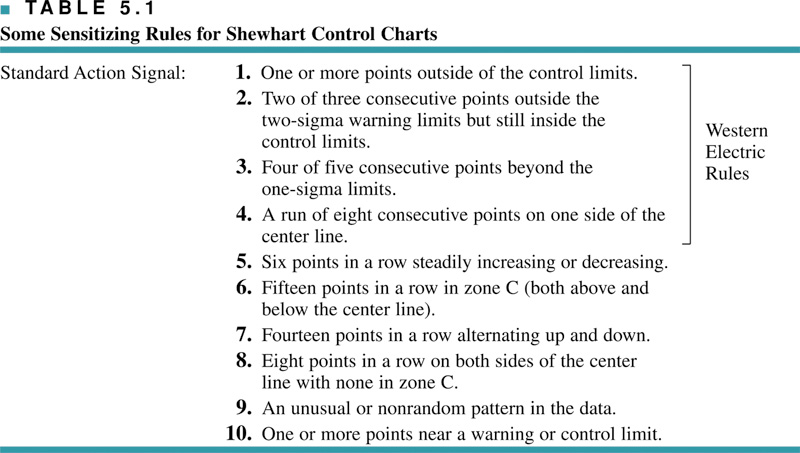 ■ TABLE 5.1
Some Sensitizing Rules for Shewhart Control Charts
Standard Action Signal:
1. One or more points outside of the control limits.
2. Two of three consecutive points outside the
two-sigma warning limits but still inside the
control limits.
3. Four of five consecutive points beyond the
one-sigma limits.
4. A run of eight consecutive points on one side of the
center line.
Western
Electric
Rules
5. Six points in a row steadily increasing or decreasing.
6. Fifteen points in a row in zone C (both above and
below the center line).
7. Fourteen points in a row alternating up and down.
8. Eight points in a row on both sides of the center
line with none in zone C.
9. An unusual or nonrandom pattern in the data.
10. One or more points near a warning or control limit.